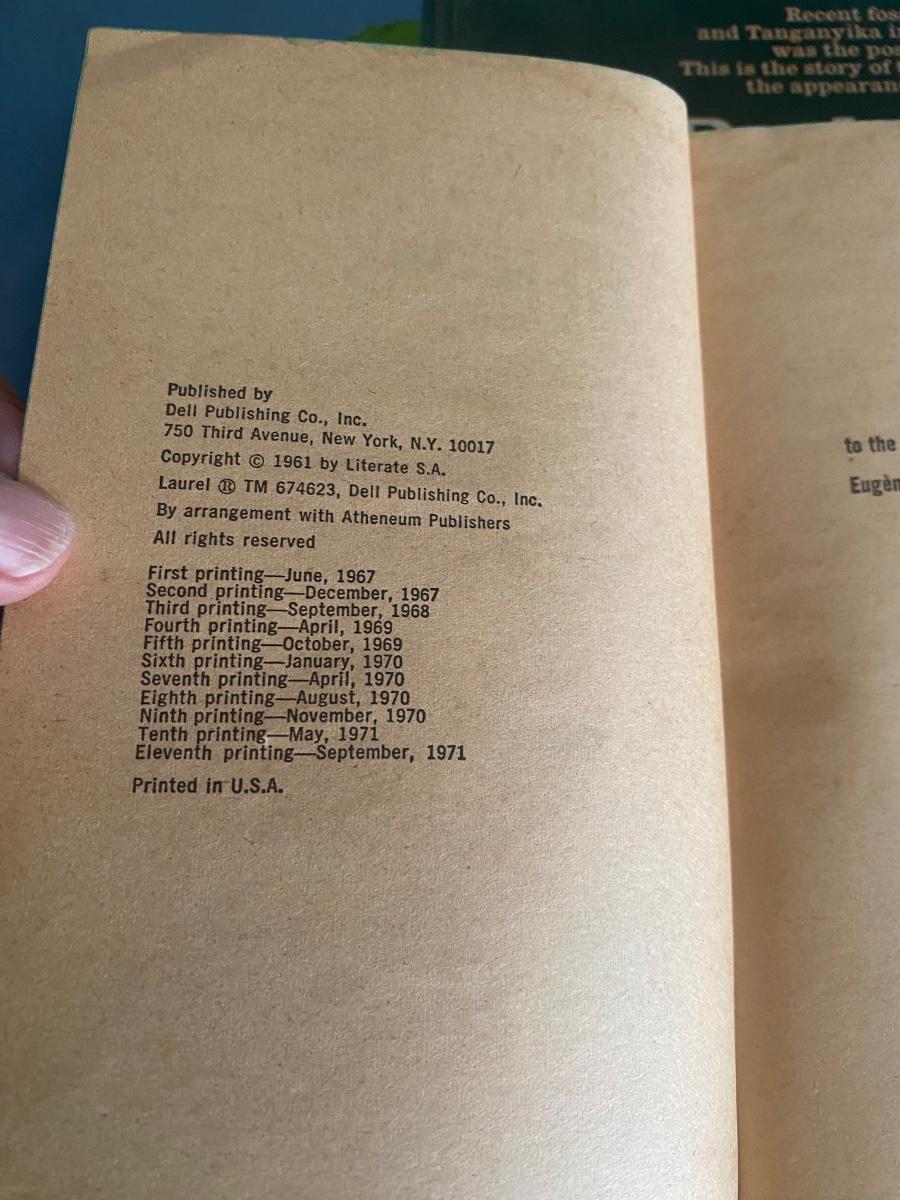 Recent
and Tanganyika
was the
This is the story of
the
Published by
Dell Publishing Co., Inc.
750 Third Avenue, New York, N.Y. 10017
Copyright © 1961 by Literate S.A.
Laurel ® TM 674623, Dell Publishing Co., Inc.
By arrangement with Atheneum Publishers
All rights reserved
First printing—June, 1967
Second printing—December, 1967
Third printing—September, 1968
Fourth printing—April, 1969
Fifth printing—October, 1969
Sixth printing—January, 1970
Seventh printing—April, 1970
Eighth printing—August, 1970
Ninth printing—November, 1970
Tenth printing—May, 1971
Eleventh printing—September, 1971
Printed in U.S.A.
to the